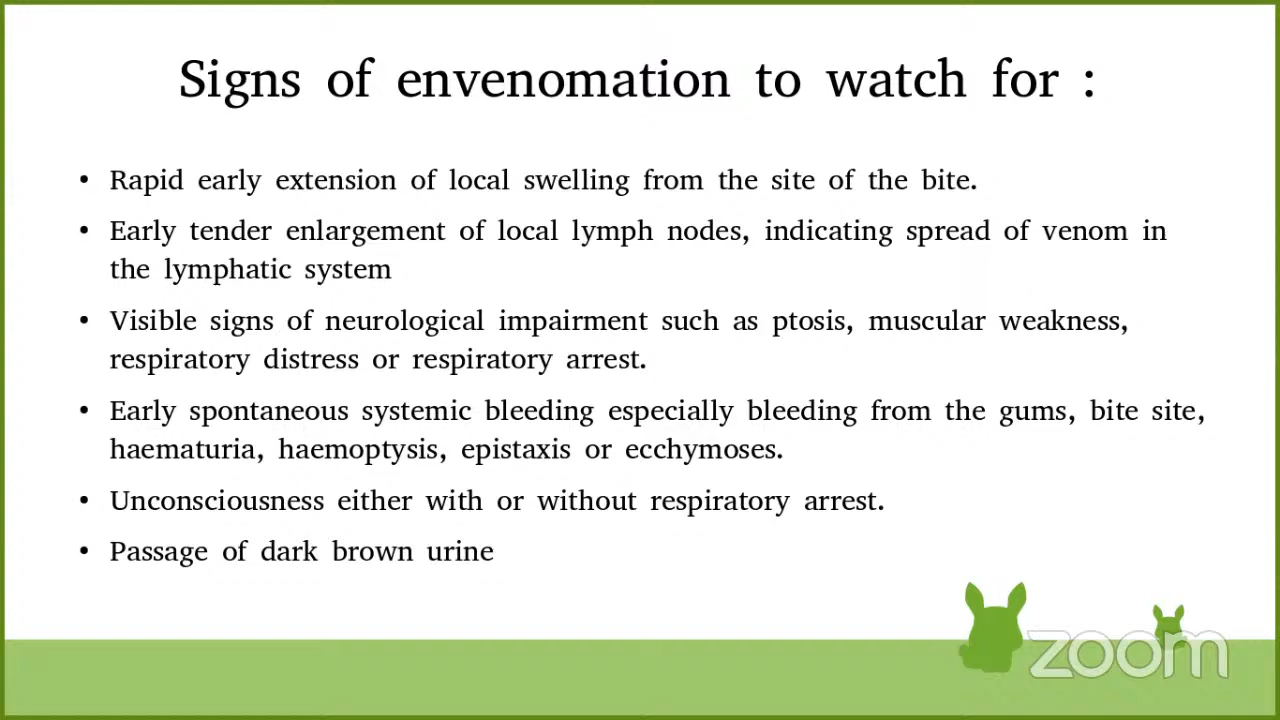 Signs of envenomation to watch for :
• Rapid early extension of local swelling from the site of the bite.
• Early tender enlargement of local lymph nodes, indicating spread of venom in
the lymphatic system
• Visible signs of neurological impairment such as ptosis, muscular weakness,
respiratory distress or respiratory arrest.
• Early spontaneous systemic bleeding especially bleeding from the gums, bite site,
haematuria, haemoptysis, epistaxis or ecchymoses.
• Unconsciousness either with or without respiratory arrest.
• Passage of dark brown urine
zoom